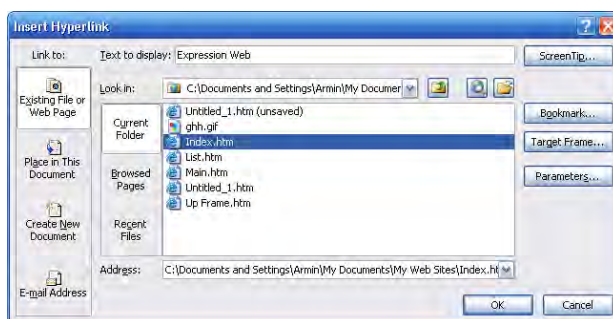 Insert Hyperlink
Link to:
Text to display: Expression Web
ScreenTip...
Existing File or
Web Page
Look in: C:\Documents and Settings\Armin\My Documer
Current
Folder
Untitled_1.htm (unsaved)
ghh.gif
Index.htm
List.htm
Main.htm
Untitled_1.htm
Up Frame.htm
Bookmark...
Target Frame...
Parameters...
Place in This
Document
Browsed
Pages
Create New
Document
Recent
Files
E-mail Address
Address: C:\Documents and Settings\Armin\My Documents\My Web Sites\Index.ht
OK
Cancel